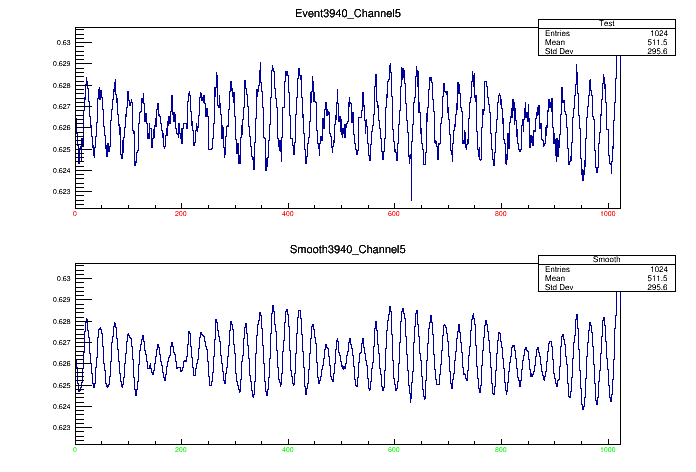 Event3940_Channel5
Test
Entries 1024
Mean 511.5
Std Dev 295.6
0.63
0.629
0.628
0.627
0.626
0.625
0.624
0.623
0 200 400 600 800 1000
Smooth3940_Channel5
Smooth
Entries 1024
Mean 511.5
Std Dev 295.6
0.63
0.629
0.628
0.627
0.626
0.625
0.624
0.623
0 200 400 600 800 1000